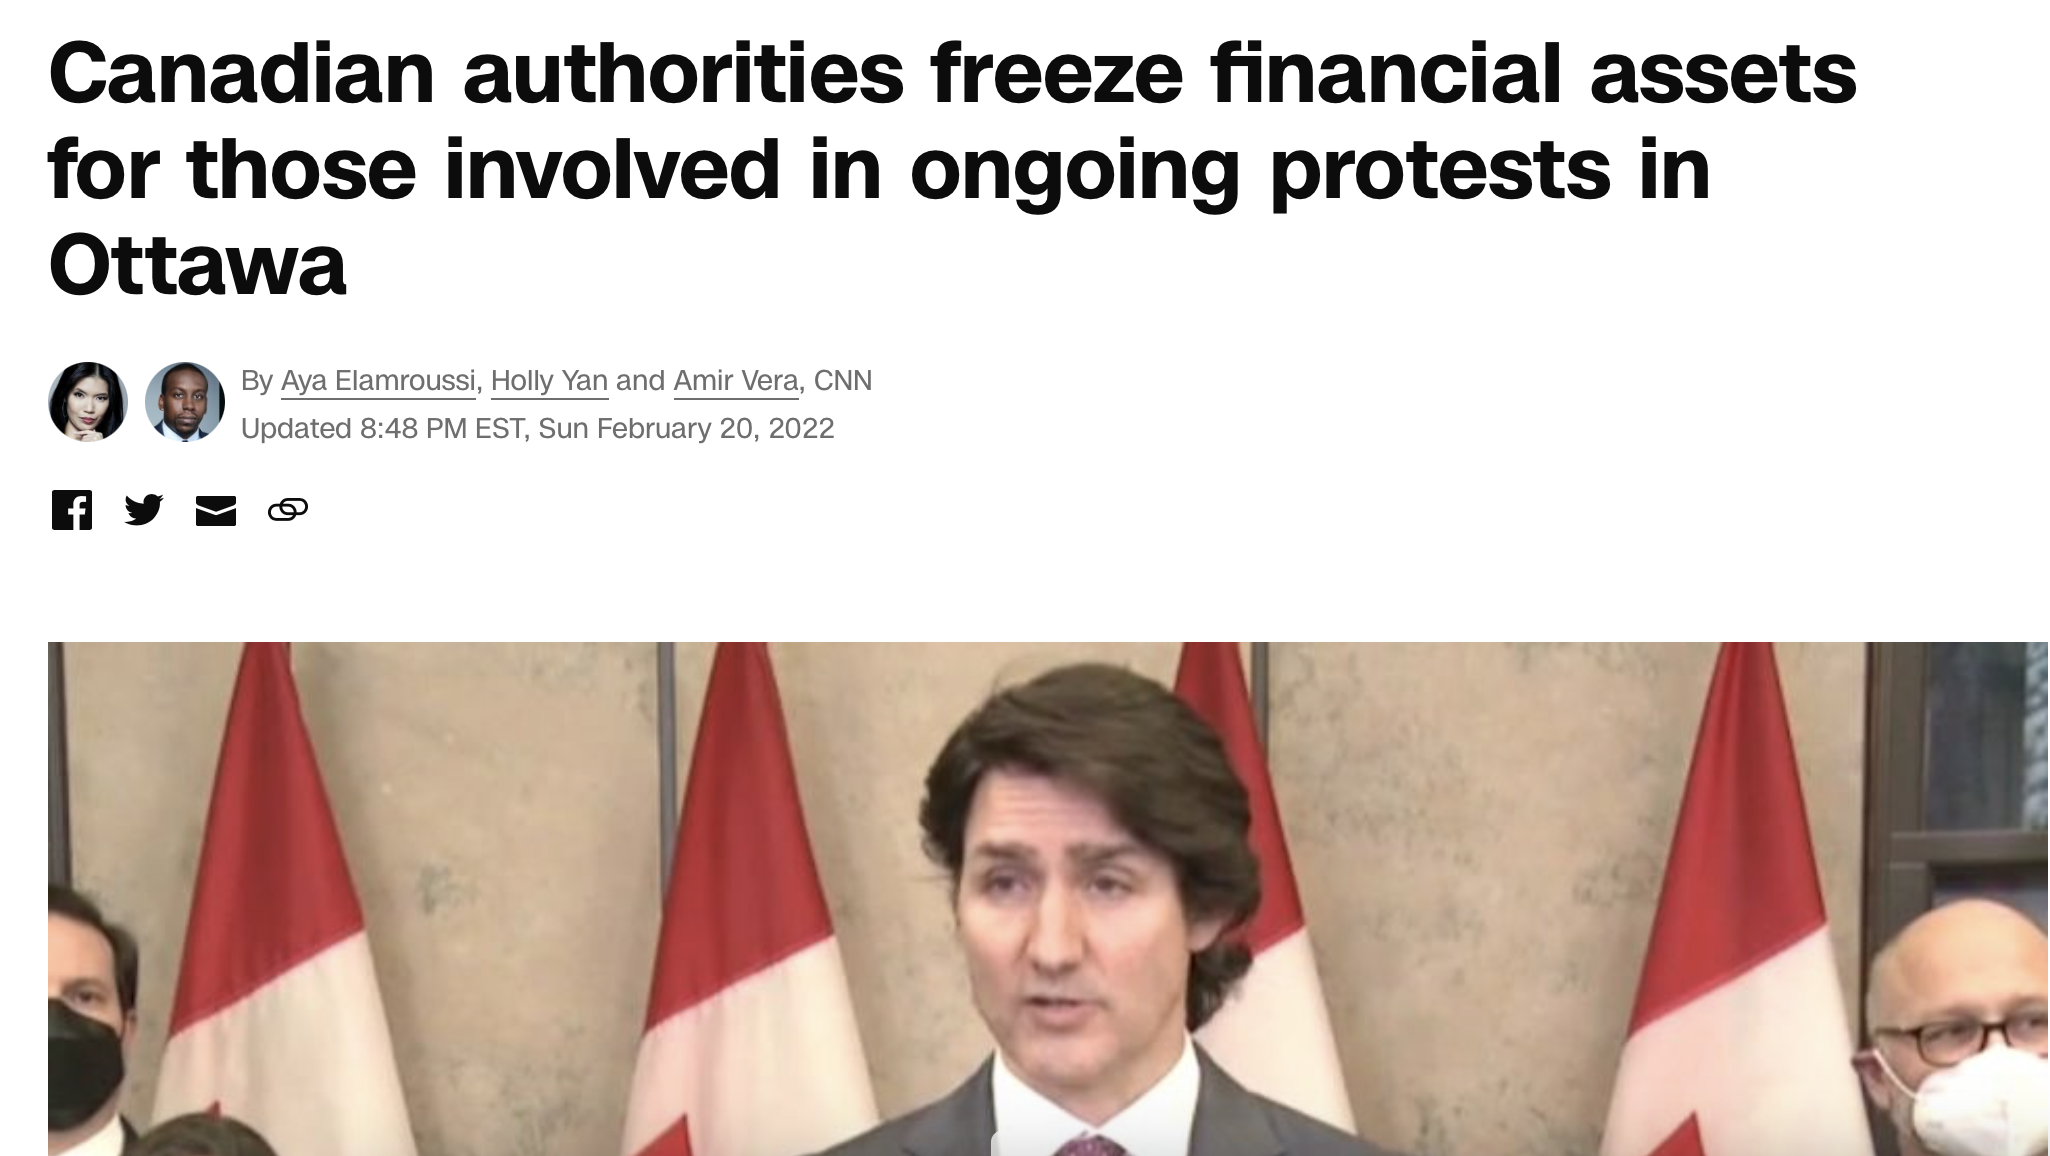 Canadian authorities freeze financial assets
for those involved in ongoing protests in
Ottawa
By Aya Elamroussi, Holly Yan and Amir Vera, CNN
Updated 8:48 PM EST, Sun February 20, 2022